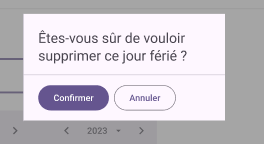 Êtes-vous sûr de vouloir
supprimer ce jour férié ?
Confirmer
Annuler
2023